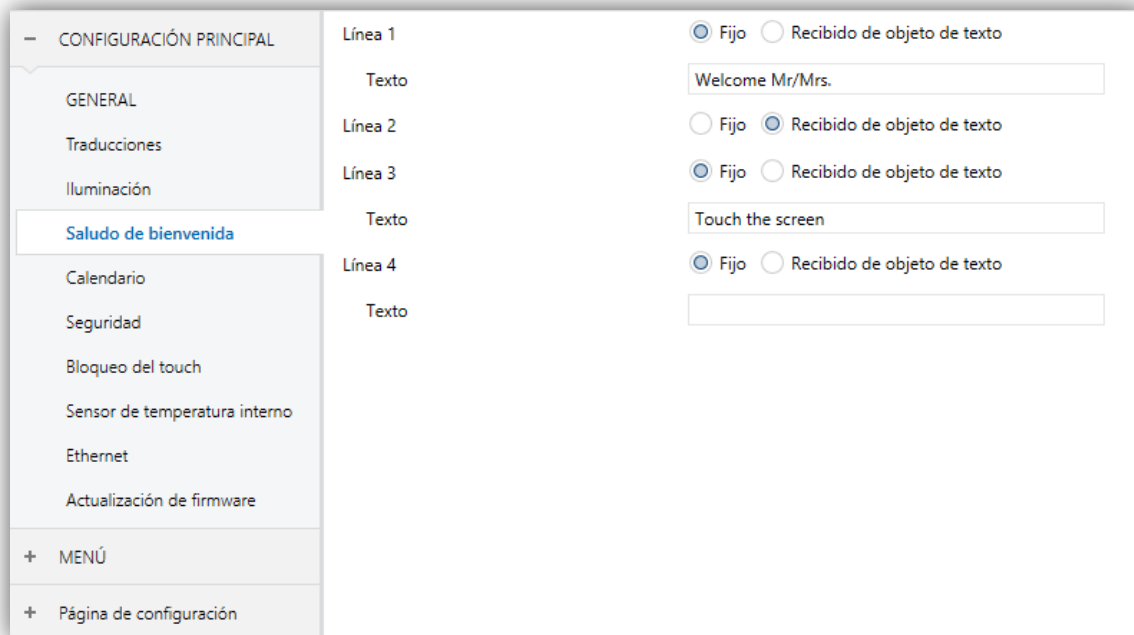 CONFIGURACIÓN PRINCIPAL
GENERAL
Traducciones
Iluminación
Saludo de bienvenida
Calendario
Seguridad
Bloqueo del touch
Sensor de temperatura interno
Ethernet
Actualización de firmware
MENÚ
Página de configuración
Línea 1 Fijo Recibido de objeto de texto
Texto Welcome Mr/Mrs.
Línea 2 Fijo Recibido de objeto de texto
Línea 3 Fijo Recibido de objeto de texto
Texto Touch the screen
Línea 4 Fijo Recibido de objeto de texto
Texto